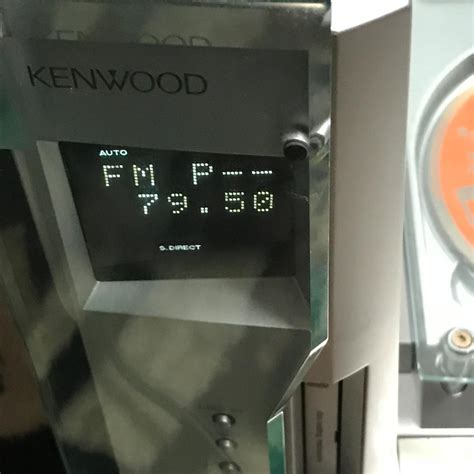 KENWOOD
AUTO
FM P--
79.50
S.DIRECT